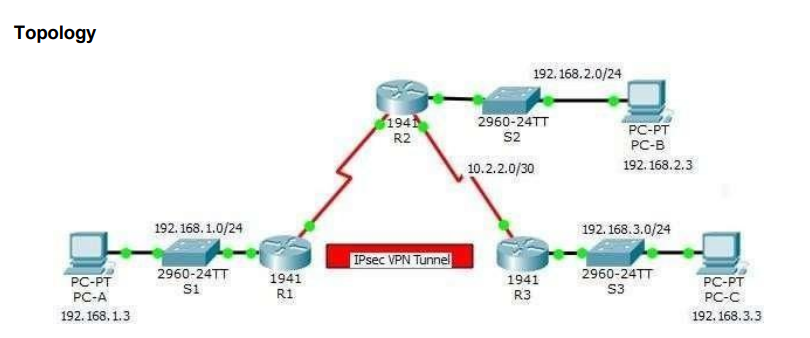 Topology
192.168.2.0/24
1941
R2
2960-24TT
S2
PC-PT
PC-B
192.168.2.3
10.2.2.0/30
192.168.1.0/24
192.168.3.0/24
PC-PT
PC-A
192.168.1.3
2960-24TT
S1
1941
R1
IPsec VPN Tunnel
1941
R3
2960-24TT
S3
PC-PT
PC-C
192.168.3.3